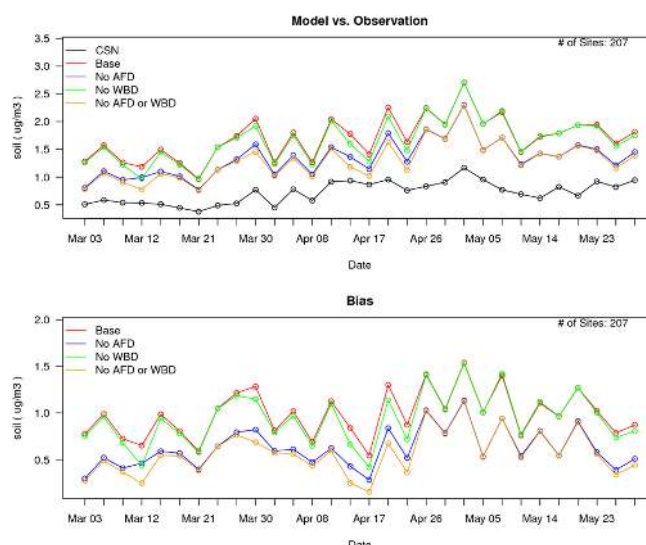 Model vs. Observation
# of Sites: 207
CSN
Base
No AFD
No WBD
No AFD or WBD
3.5
3.0
2.5
2.0
1.5
1.0
0.5
soil ( ug/m3 )
Mar 03 Mar 12 Mar 21 Mar 30 Apr 08 Apr 17 Apr 26 May 05 May 14 May 23
Date
Bias
# of Sites: 207
Base
No AFD
No WBD
No AFD or WBD
2.0
1.5
1.0
0.5
soil ( ug/m3 )
Mar 03 Mar 12 Mar 21 Mar 30 Apr 08 Apr 17 Apr 26 May 05 May 14 May 23
Date